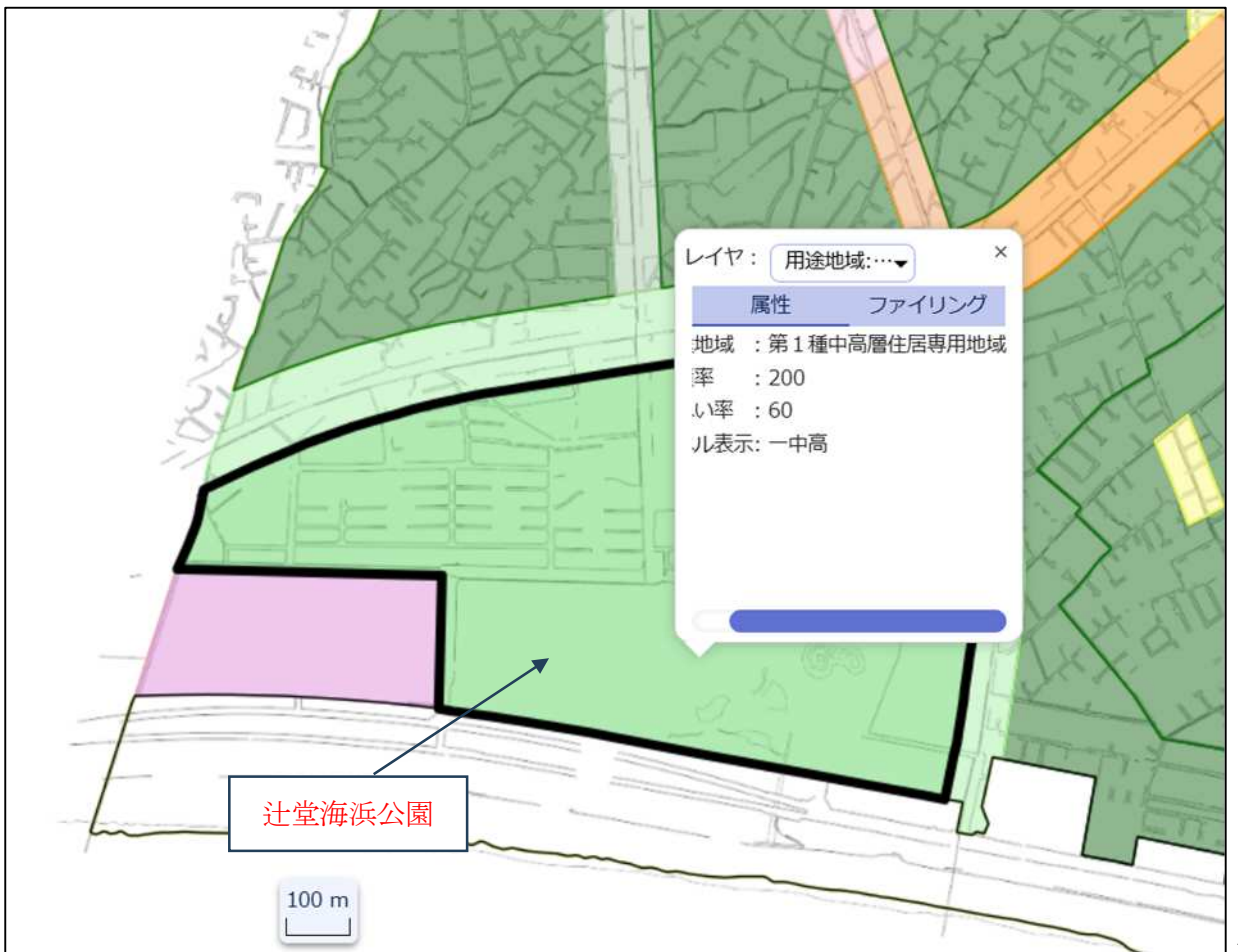 レイヤ： 用途地域:… ×
属性 ファイリング
地域 ：第１種中高層住居専用地域
率 ：200
い率 ：60
ル表示: 一中高
辻堂海浜公園
100 m